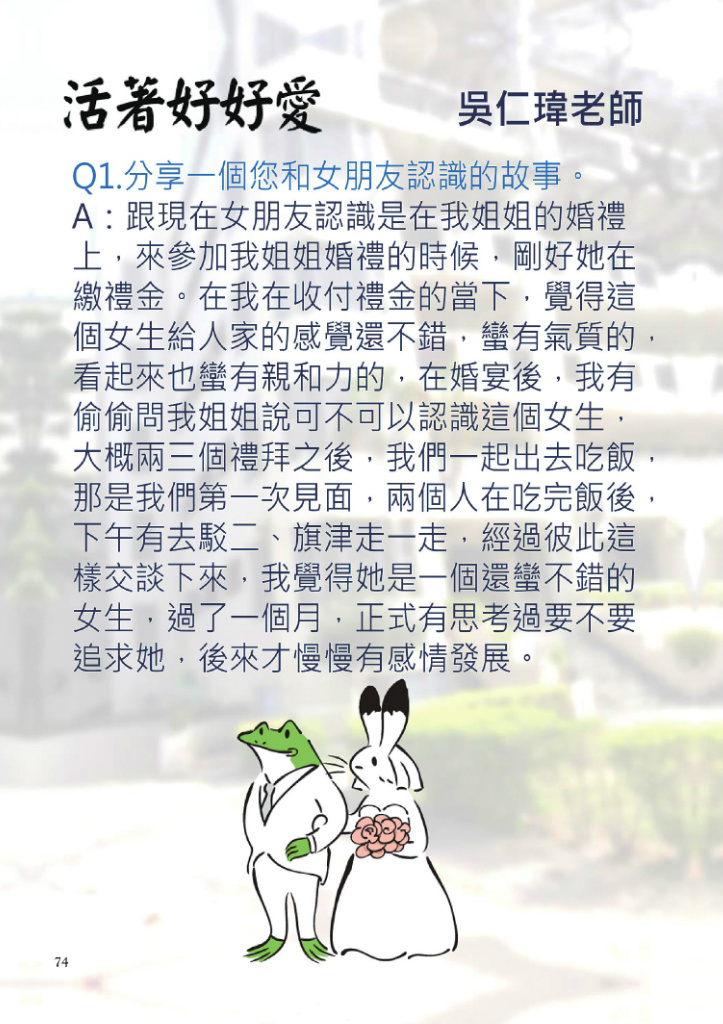 活著好好愛
吳仁瑋老師
Q1.分享一個您和女朋友認識的故事。
A：跟現在女朋友認識是在我姐姐的婚禮
上，來參加我姐姐婚禮的時候，剛好她在
繳禮金。在我在收付禮金的當下，覺得這
個女生給人家的感覺還不錯，蠻有氣質的，
看起來也蠻有親和力的，在婚宴後，我有
偷偷問我姐姐說可不可以認識這個女生，
大概兩三個禮拜之後，我們一起出去吃飯，
那是我們第一次見面，兩個人在吃完飯後，
下午有去駁二、旗津走一走，經過彼此這
樣交談下來，我覺得她是一個還蠻不錯的
女生，過了一個月，正式有思考過要不要
追求她，後來才慢慢有感情發展。
74